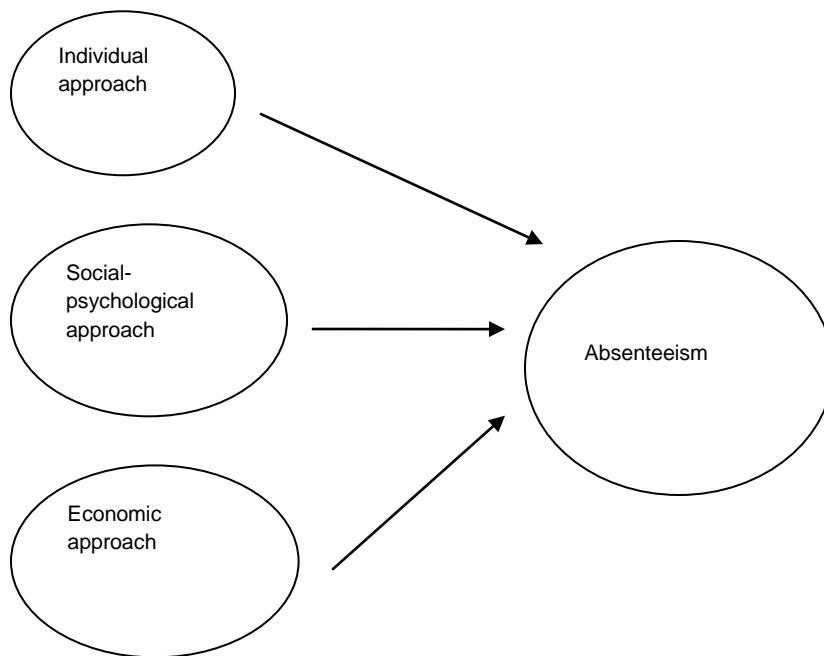 Individual
approach
Social-
psychological
approach
Absenteeism
Economic
approach